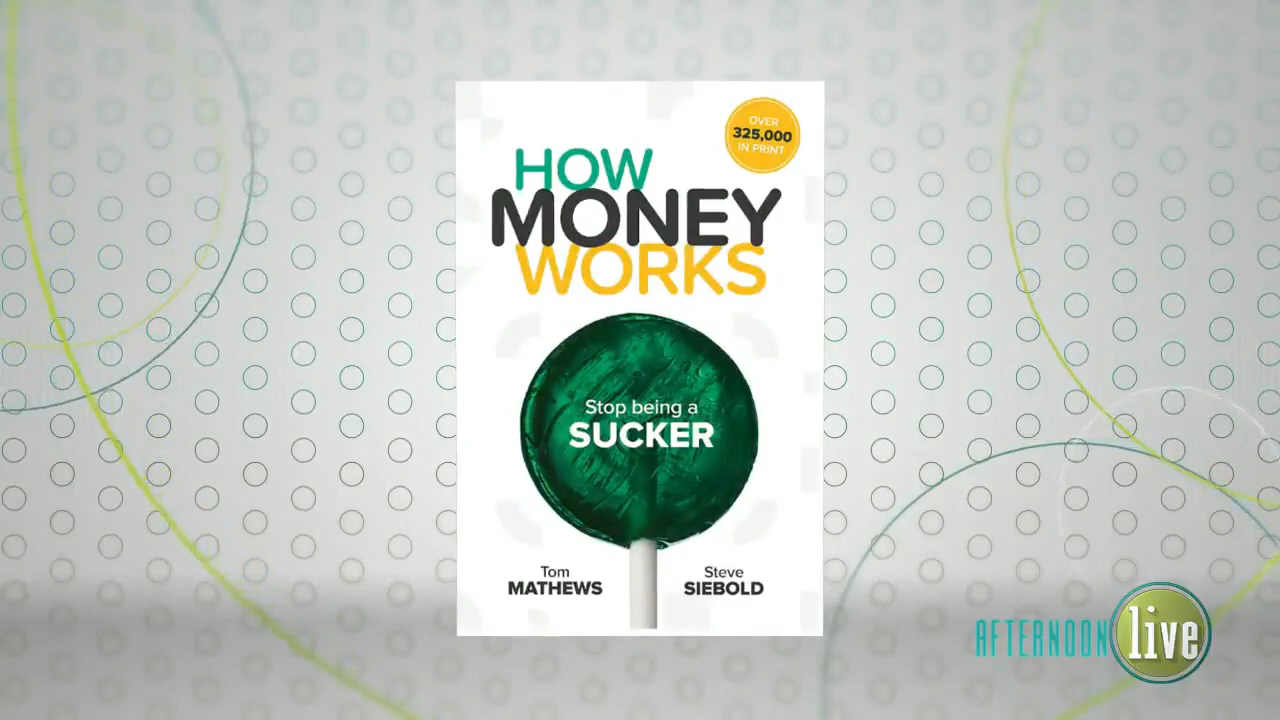 OVER
325,000
IN PRINT
HOW
MONEY
WORKS
Stop being a
SUCKER
Tom
MATHEWS
Steve
SIEBOLD
AFTERNOON live